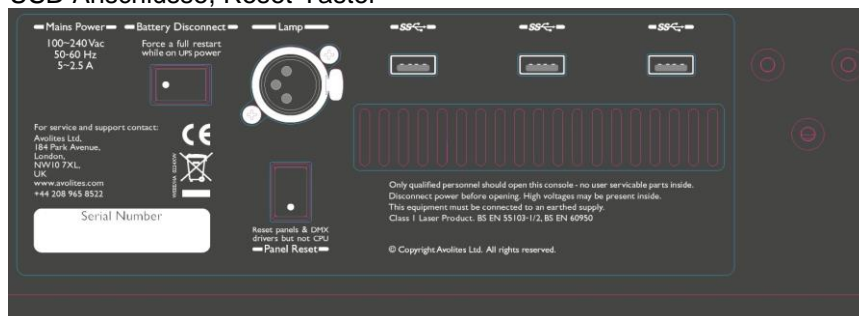 USB-Anschlüsse, Reset-Taster
Mains Power
100~240 Vac
50-60 Hz
5~2.5 A
Battery Disconnect
Force a full restart
while on UPS power
Lamp
SS
SS
SS
For service and support contact:
Avolites Ltd,
184 Park Avenue,
London,
NW10 7XL,
UK
www.avolites.com
+44 208 965 8522
CE
Serial Number
Reset panels & DMX
drivers but not CPU
Panel Reset
Only qualified personnel should open this console - no user servicable parts inside.
Disconnect power before opening. High voltages may be present inside.
This equipment must be connected to an earthed supply.
Class 1 Laser Product. BS EN 55103-1/2, BS EN 60950
© Copyright Avolites Ltd. All rights reserved.